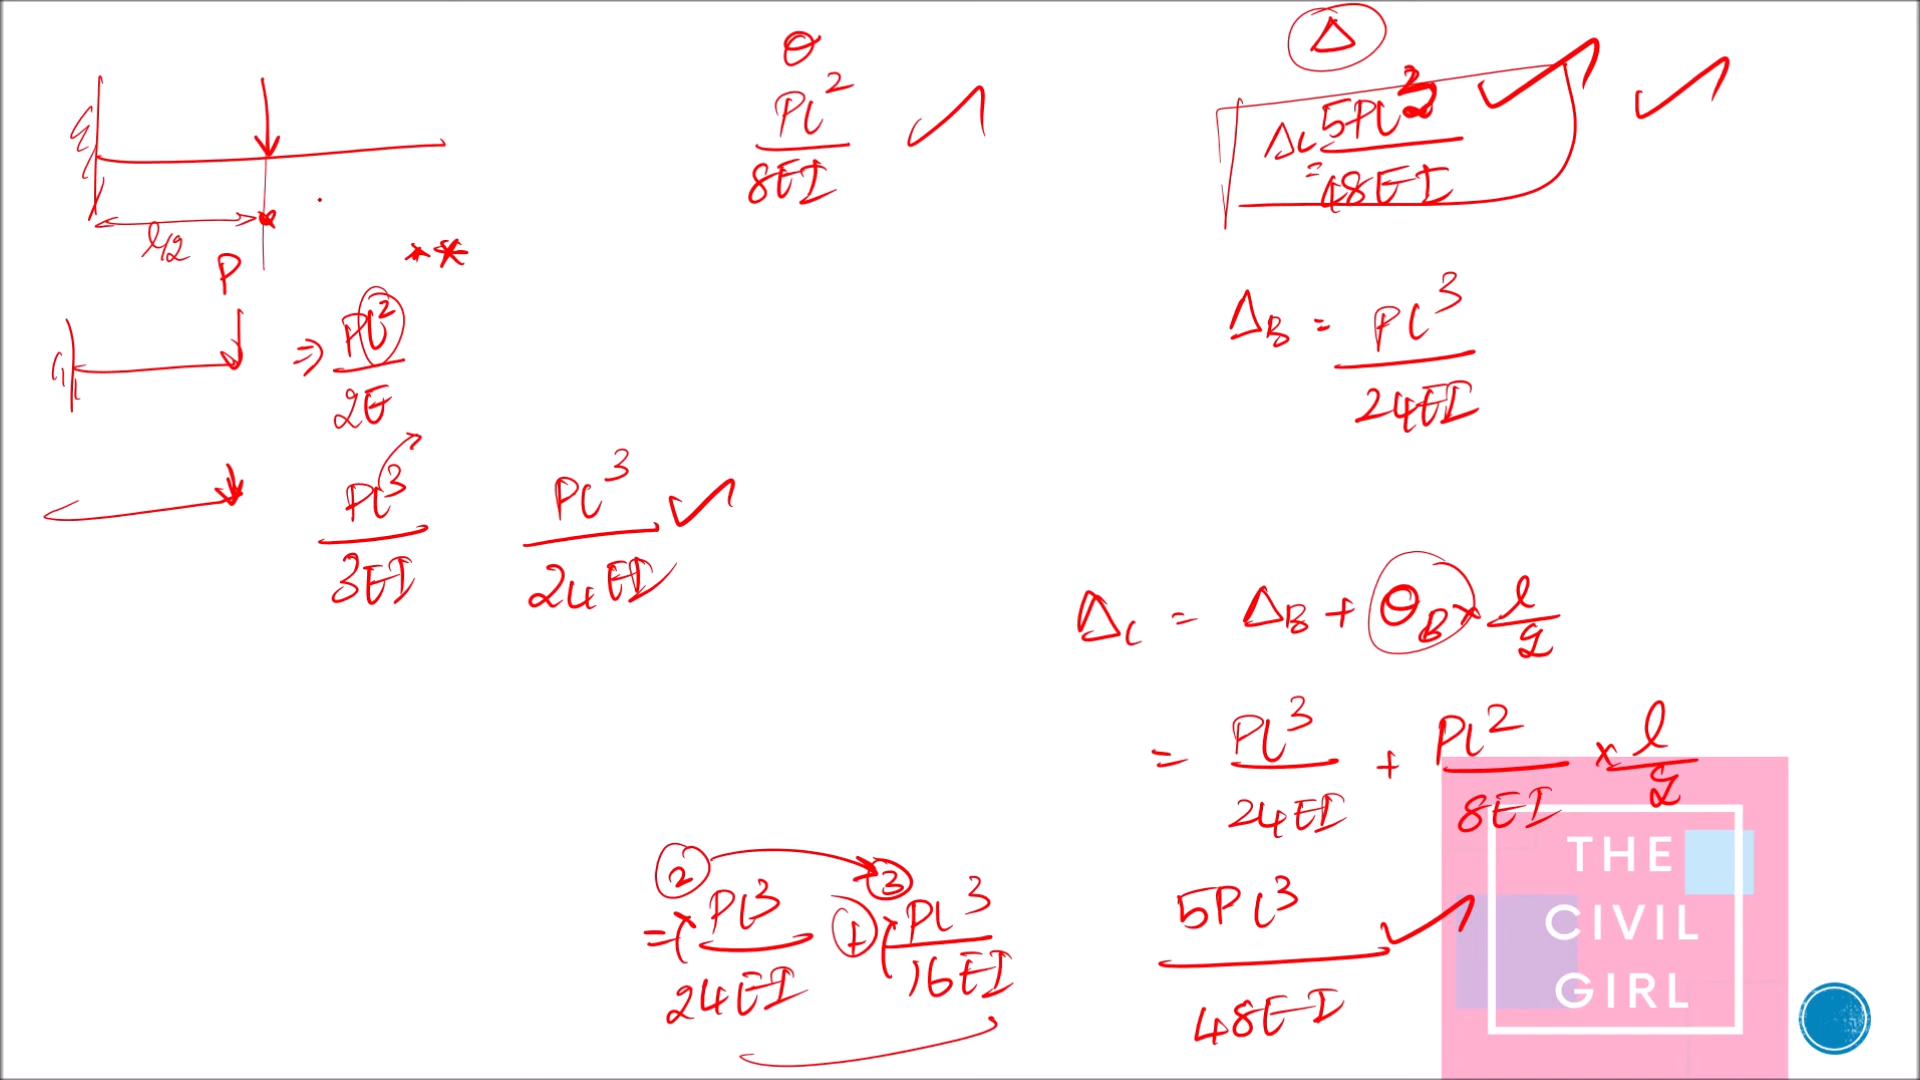 θ
Pl²/8EI
Δ
Δc = 5Pl³/48EI
l/2
P
**
⇒ Pl²/2E
ΔB = Pl³/24EI
Pl³/3EI
Pl³/24EI
Δc = ΔB + θB × l/2
= Pl³/24EI + Pl²/8EI × l/2
2 3
= Pl³/24EI + Pl³/16EI
5Pl³/48EI
THE
CIVIL
GIRL